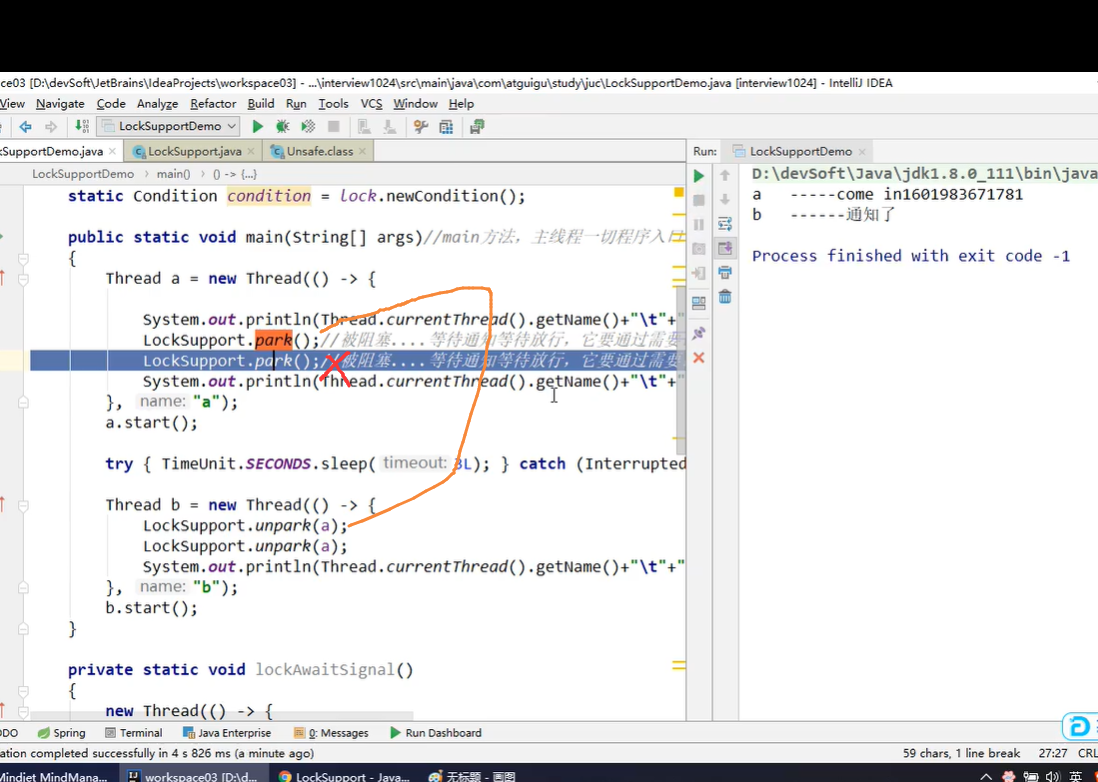 ce03 [D:\devSoft\JetBrains\IdeaProjects\workspace03] - ...\interview1024\src\main\java\com\atguigu\study\juc\LockSupportDemo.java [interview1024] - IntelliJ IDEA
View Navigate Code Analyze Refactor Build Run Tools VCS Window Help
LockSupportDemo
SupportDemo.java LockSupport.java Unsafe.class Run: LockSupportDemo
LockSupportDemo main() () -> {...}
static Condition condition = lock.newCondition();
public static void main(String[] args)//main方法，主线程一切程序入口
{
Thread a = new Thread(() -> {
System.out.println(Thread.currentThread().getName()+"\t"+
LockSupport.park();//被阻塞....等待通知等待放行，它要通过需要
LockSupport.park();//被阻塞....等待通知等待放行，它要通过需要
System.out.println(Thread.currentThread().getName()+"\t"+
}, name: "a");
a.start();
try { TimeUnit.SECONDS.sleep( timeout: 3L); } catch (Interrupted
Thread b = new Thread(() -> {
LockSupport.unpark(a);
LockSupport.unpark(a);
System.out.println(Thread.currentThread().getName()+"\t"+"
}, name: "b");
b.start();
}
private static void lockAwaitSignal()
{
new Thread(() -> {
D:\devSoft\Java\jdk1.8.0_111\bin\java
a -----come in1601983671781
b ------通知了
Process finished with exit code -1
ODO Spring Terminal Java Enterprise 0: Messages Run Dashboard
ation completed successfully in 4 s 826 ms (a minute ago) 59 chars, 1 line break 27:27 CRL
Mindjet MindMana... workspace03 [D:\d... LockSupport - Java... 无标题 - 画图 英